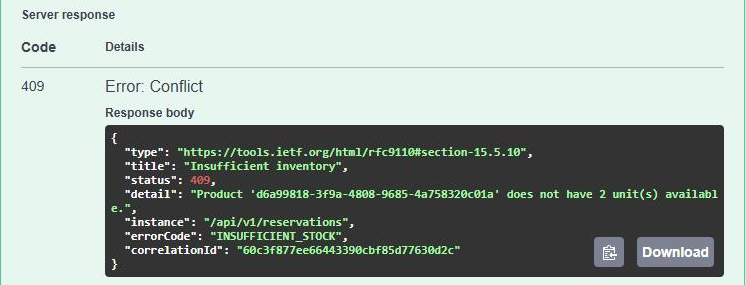 Server response
Code Details
409 Error: Conflict
Response body
{
"type": "https://tools.ietf.org/html/rfc9110#section-15.5.10",
"title": "Insufficient inventory",
"status": 409,
"detail": "Product 'd6a99818-3f9a-4808-9685-4a758320c01a' does not have 2 unit(s) availabl
e.",
"instance": "/api/v1/reservations",
"errorCode": "INSUFFICIENT_STOCK",
"correlationId": "60c3f877ee66443390cbf85d77630d2c"
}
Download